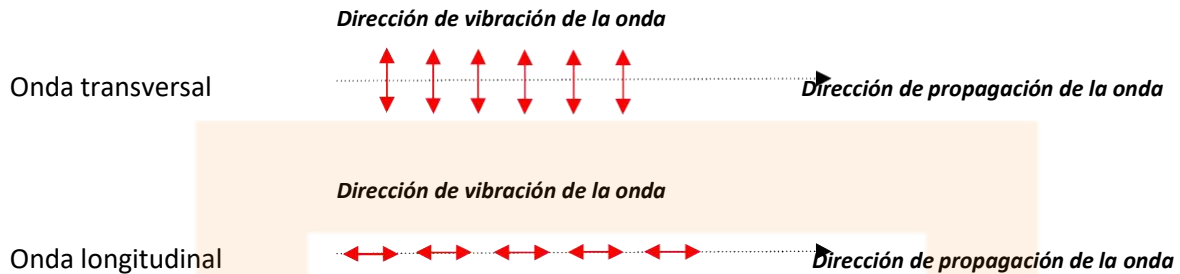 Dirección de vibración de la onda
Onda transversal
Dirección de propagación de la onda
Dirección de vibración de la onda
Onda longitudinal
Dirección de propagación de la onda